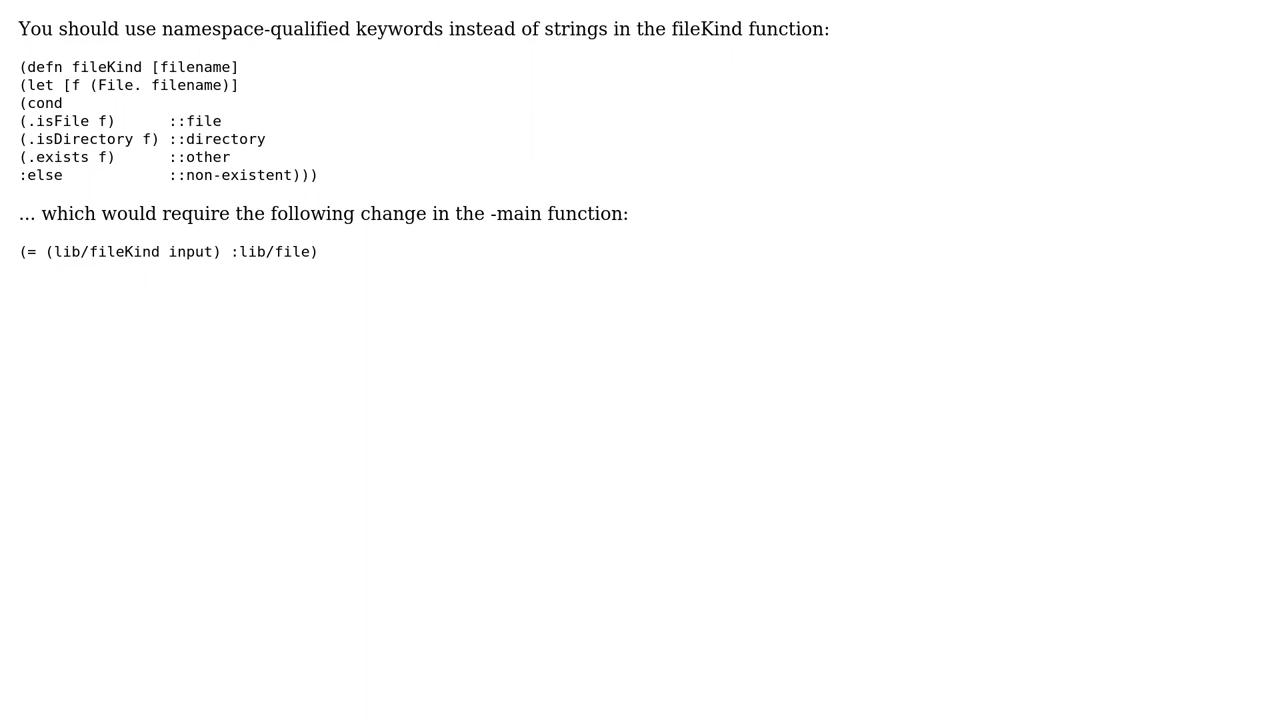 You should use namespace-qualified keywords instead of strings in the fileKind function:
(defn fileKind [filename]
(let [f (File. filename)]
(cond
(.isFile f)      ::file
(.isDirectory f) ::directory
(.exists f)      ::other
:else            ::non-existent)))
... which would require the following change in the -main function:
(= (lib/fileKind input) :lib/file)